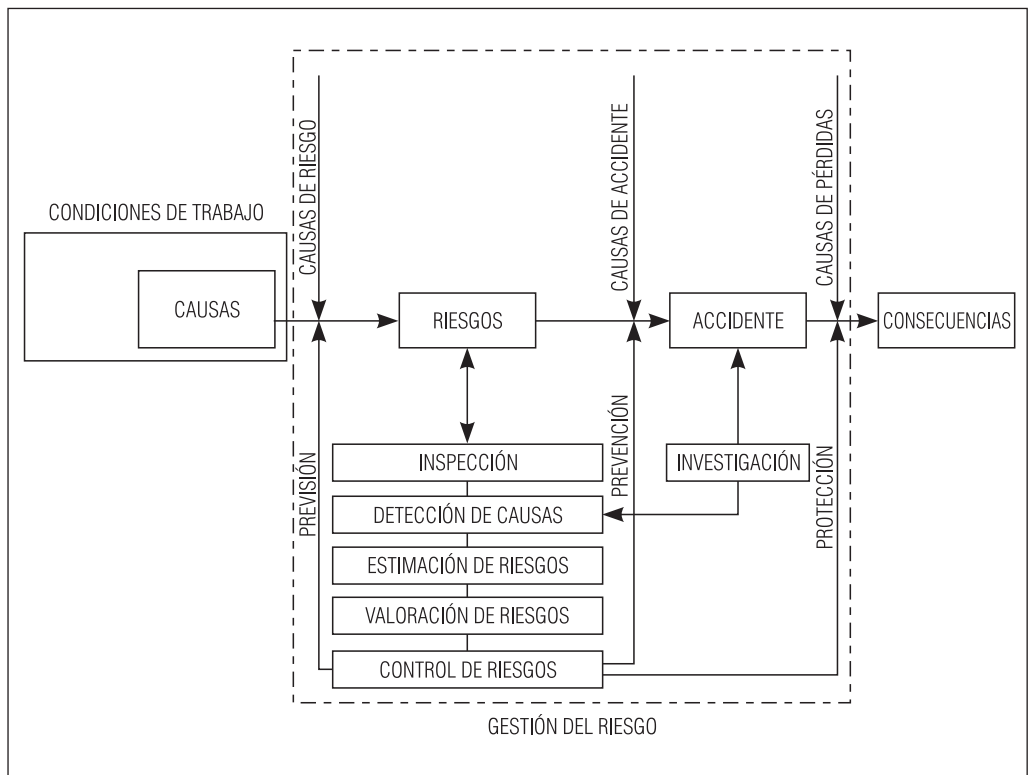 CONDICIONES DE TRABAJO
CAUSAS
CAUSAS DE RIESGO
RIESGOS
CAUSAS DE ACCIDENTE
ACCIDENTE
CAUSAS DE PÉRDIDAS
CONSECUENCIAS
PREVISIÓN
INSPECCIÓN
DETECCIÓN DE CAUSAS
ESTIMACIÓN DE RIESGOS
VALORACIÓN DE RIESGOS
CONTROL DE RIESGOS
PREVENCIÓN
INVESTIGACIÓN
PROTECCIÓN
GESTIÓN DEL RIESGO